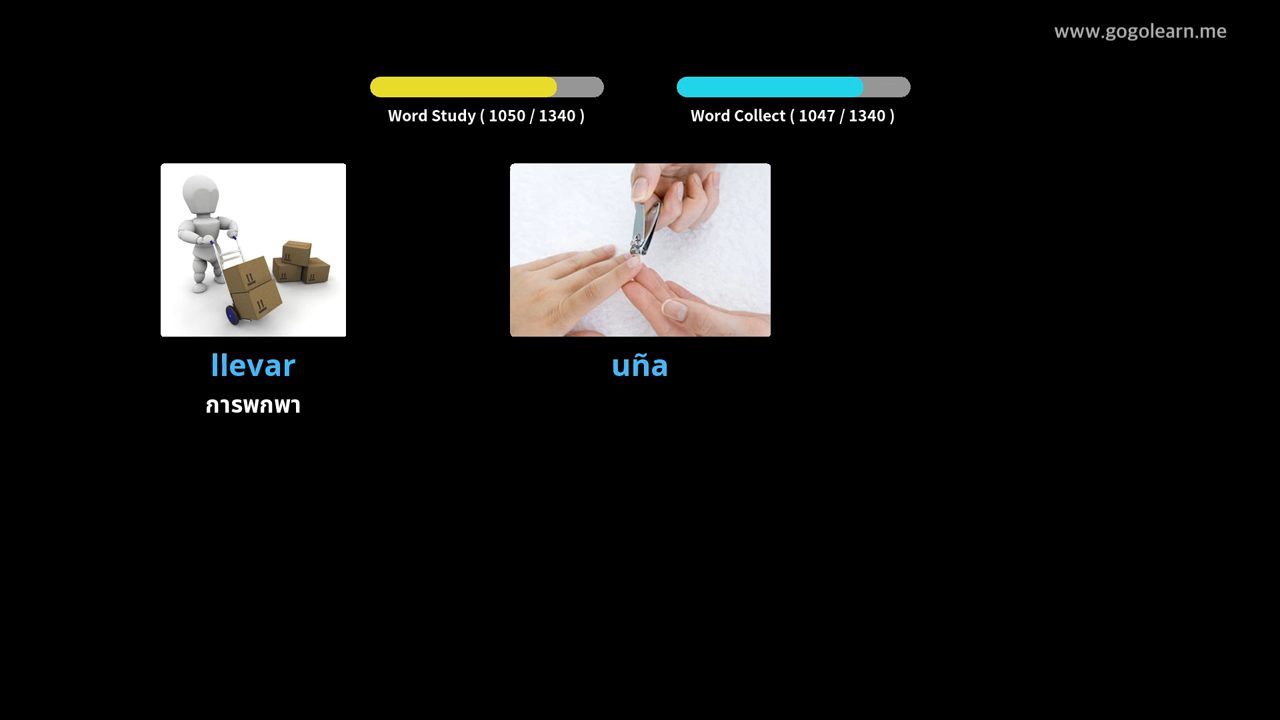 www.gogolearn.me
Word Study ( 1050 / 1340 )
Word Collect ( 1047 / 1340 )
llevar
การพกพา
uña